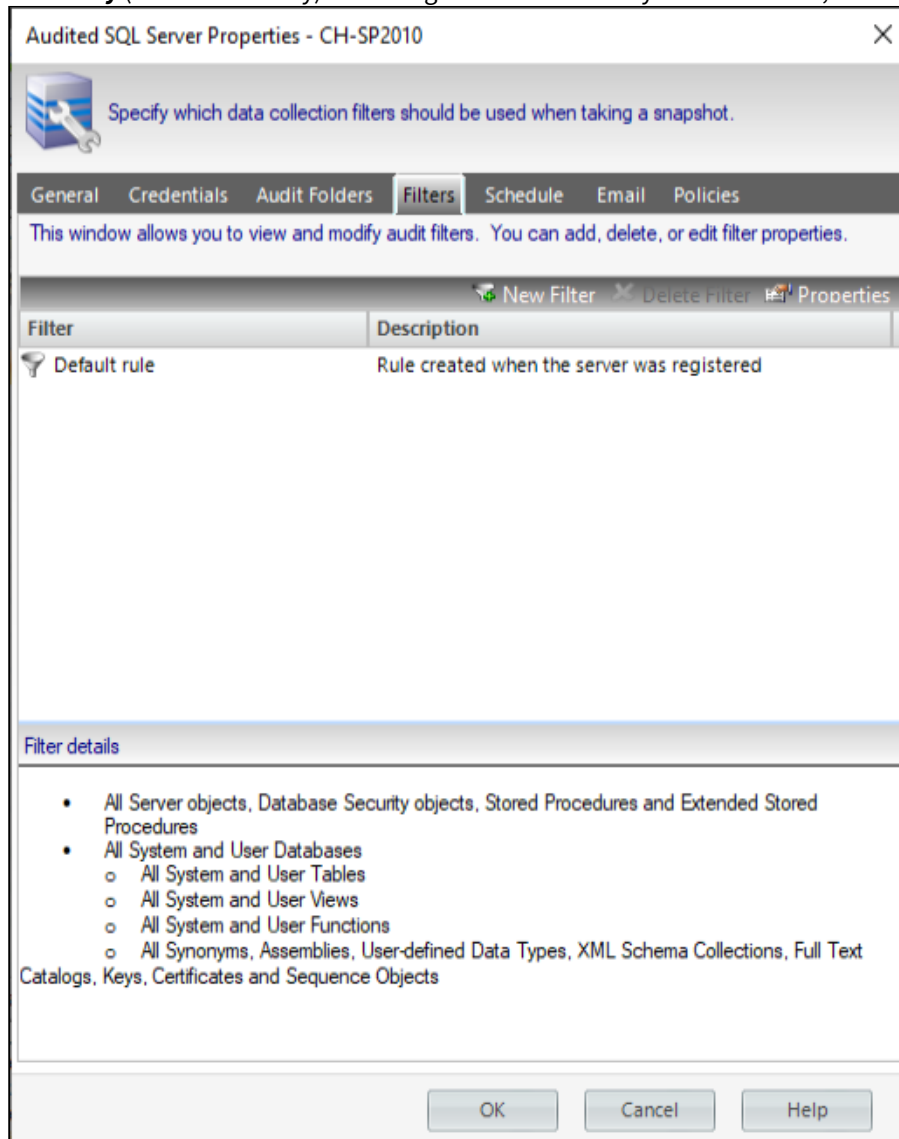 Audited SQL Server Properties - CH-SP2010
Specify which data collection filters should be used when taking a snapshot.
General Credentials Audit Folders Filters Schedule Email Policies
This window allows you to view and modify audit filters. You can add, delete, or edit filter properties.
New Filter Delete Filter Properties
Filter Description
Default rule Rule created when the server was registered
Filter details
• All Server objects, Database Security objects, Stored Procedures and Extended Stored
Procedures
• All System and User Databases
o All System and User Tables
o All System and User Views
o All System and User Functions
o All Synonyms, Assemblies, User-defined Data Types, XML Schema Collections, Full Text
Catalogs, Keys, Certificates and Sequence Objects
OK Cancel Help